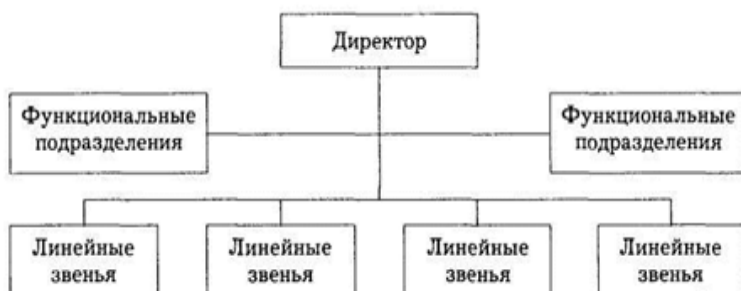 Директор
Функциональные
подразделения
Функциональные
подразделения
Линейные
звенья
Линейные
звенья
Линейные
звенья
Линейные
звенья